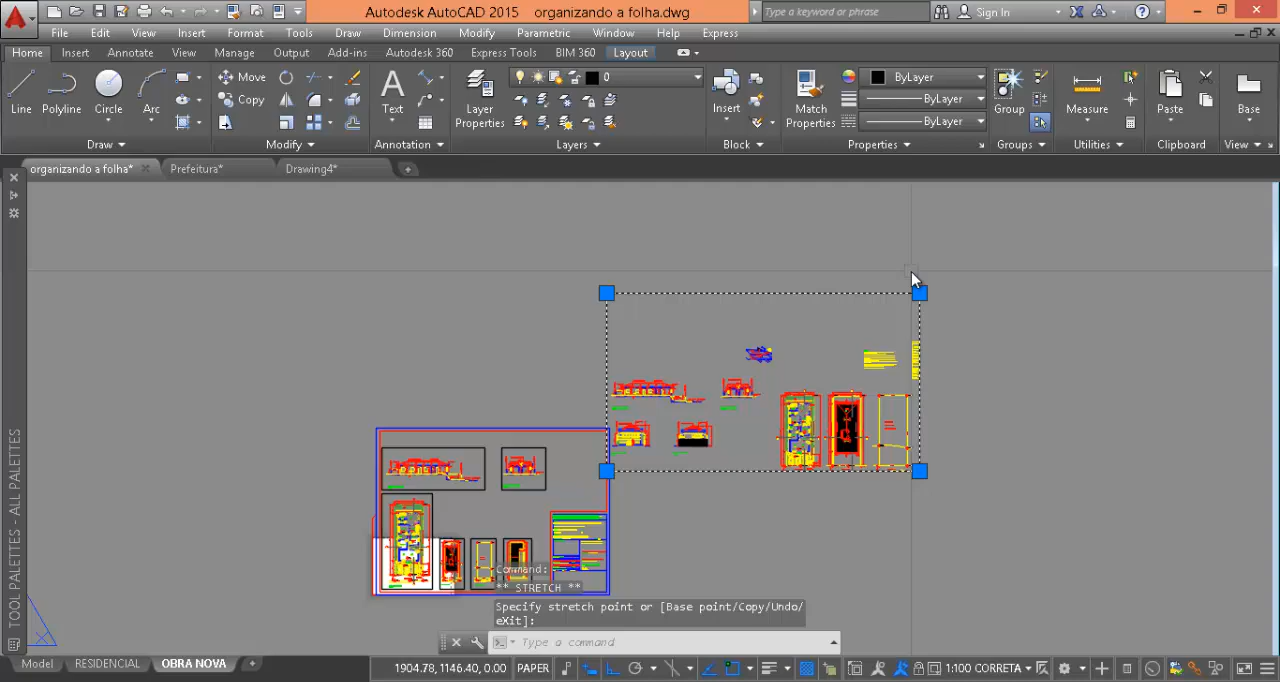 Autodesk AutoCAD 2015 organizando a folha.dwg
Type a keyword or phrase
Sign In
File Edit View Insert Format Tools Draw Dimension Modify Parametric Window Help Express
Home Insert Annotate View Manage Output Add-ins Autodesk 360 Express Tools BIM 360 Layout
Move
0
ByLayer
Copy
ByLayer
Line Polyline Circle Arc Text Layer Properties Insert Match Properties Group Measure Paste Base
ByLayer
Draw Modify Annotation Layers Block Properties Groups Utilities Clipboard View
organizando a folha* Prefeitura* Drawing4*
TOOL PALETTES - ALL PALETTES
Command:
** STRETCH **
Specify stretch point or [Base point/Copy/Undo/
eXit]:
Type a command
Model RESIDENCIAL OBRA NOVA
1904.78, 1146.40, 0.00 PAPER
1:100 CORRETA